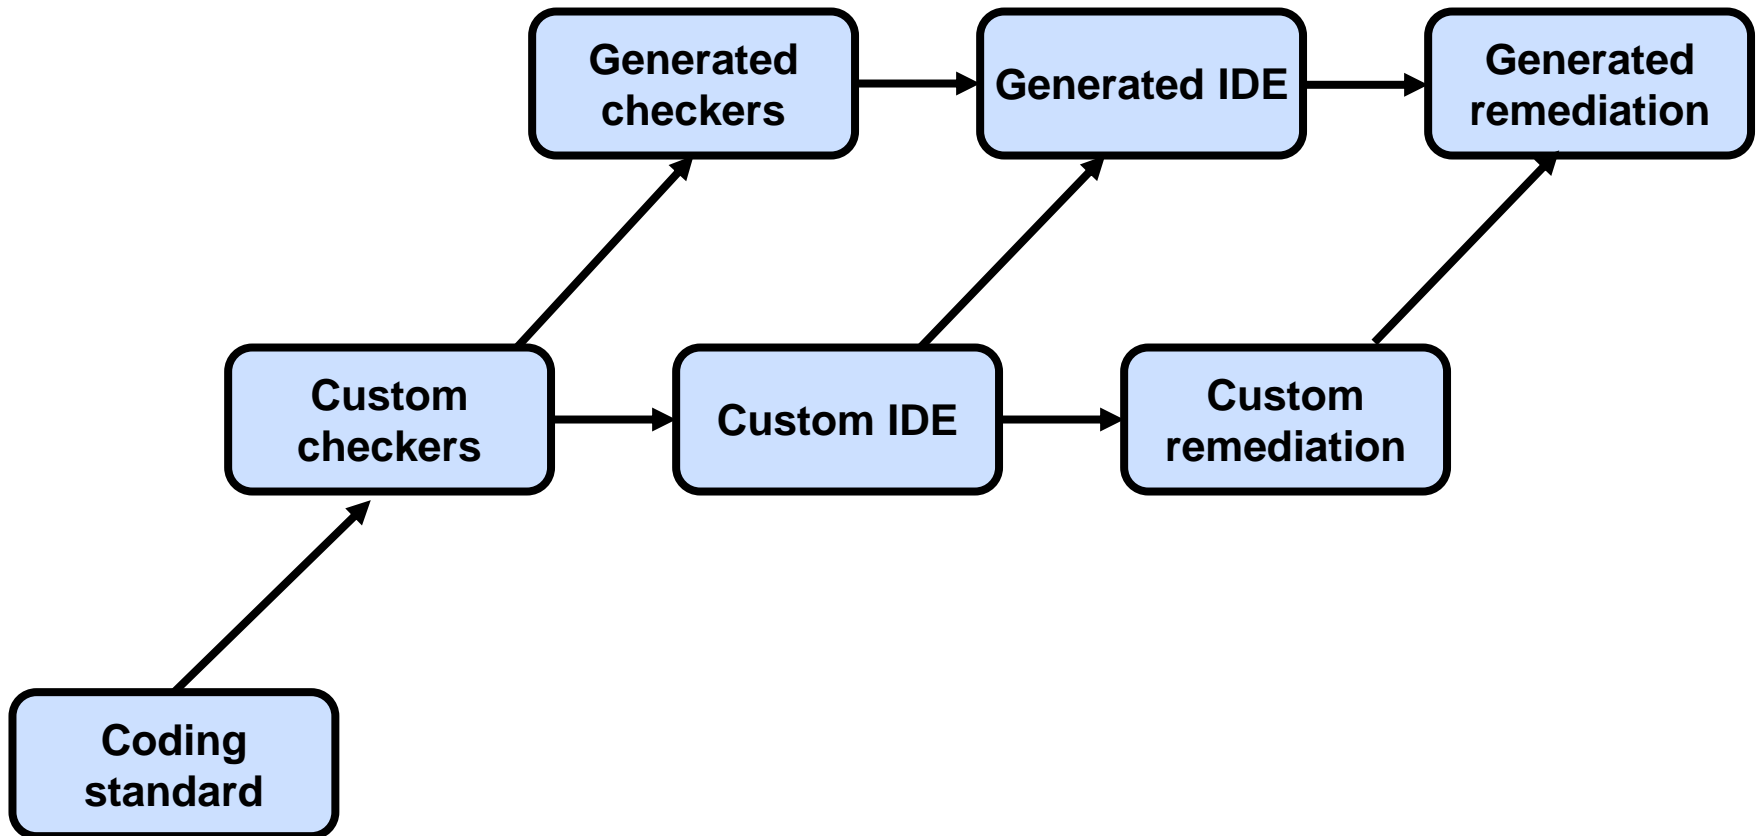 Generated
checkers
Generated IDE
Generated
remediation
Custom
checkers
Custom IDE
Custom
remediation
Coding
standard